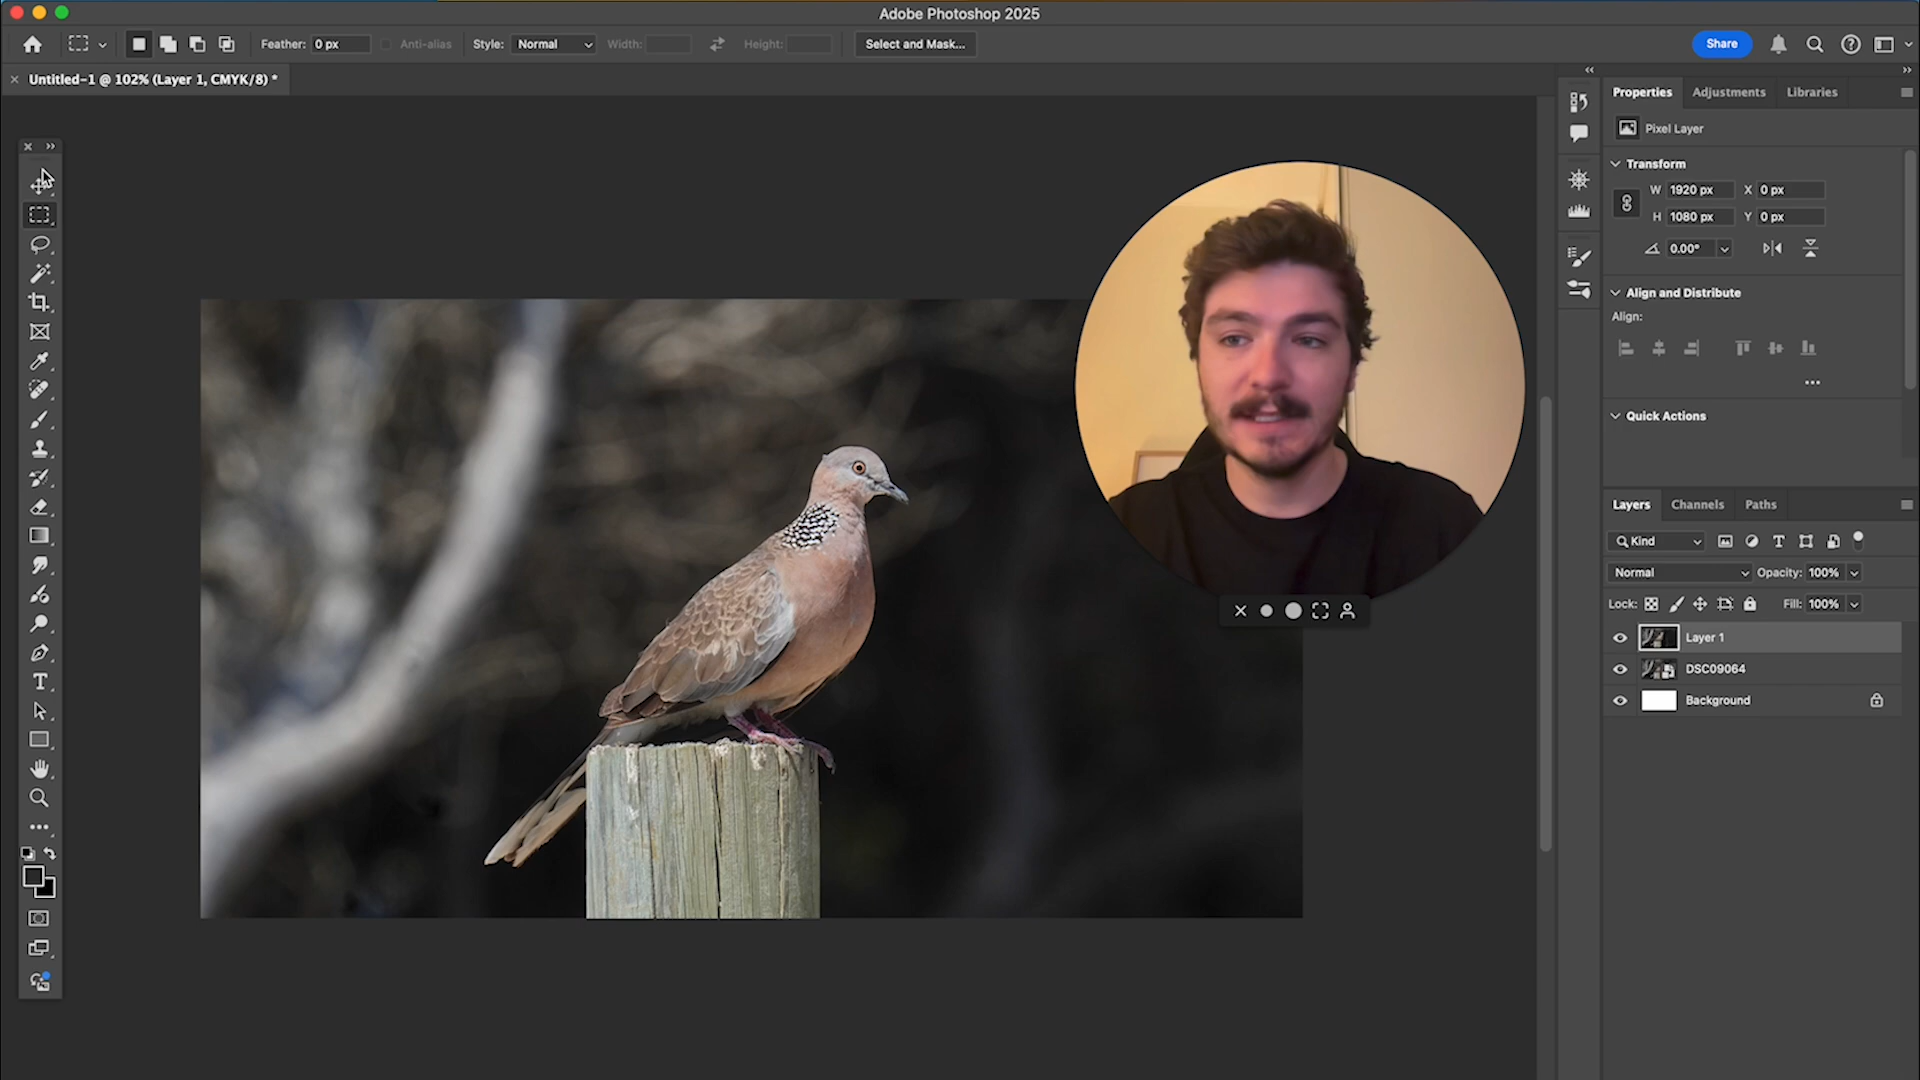 Adobe Photoshop 2025
Feather: 0 px Anti-alias Style: Normal Width: Height: Select and Mask... Share
Untitled-1 @ 102% (Layer 1, CMYK/8) *
Properties Adjustments Libraries
Pixel Layer
Transform
W 1920 px X 0 px
H 1080 px Y 0 px
0.00°
Align and Distribute
Align:
Quick Actions
Layers Channels Paths
Kind
Normal Opacity: 100%
Lock: Fill: 100%
Layer 1
DSC09064
Background